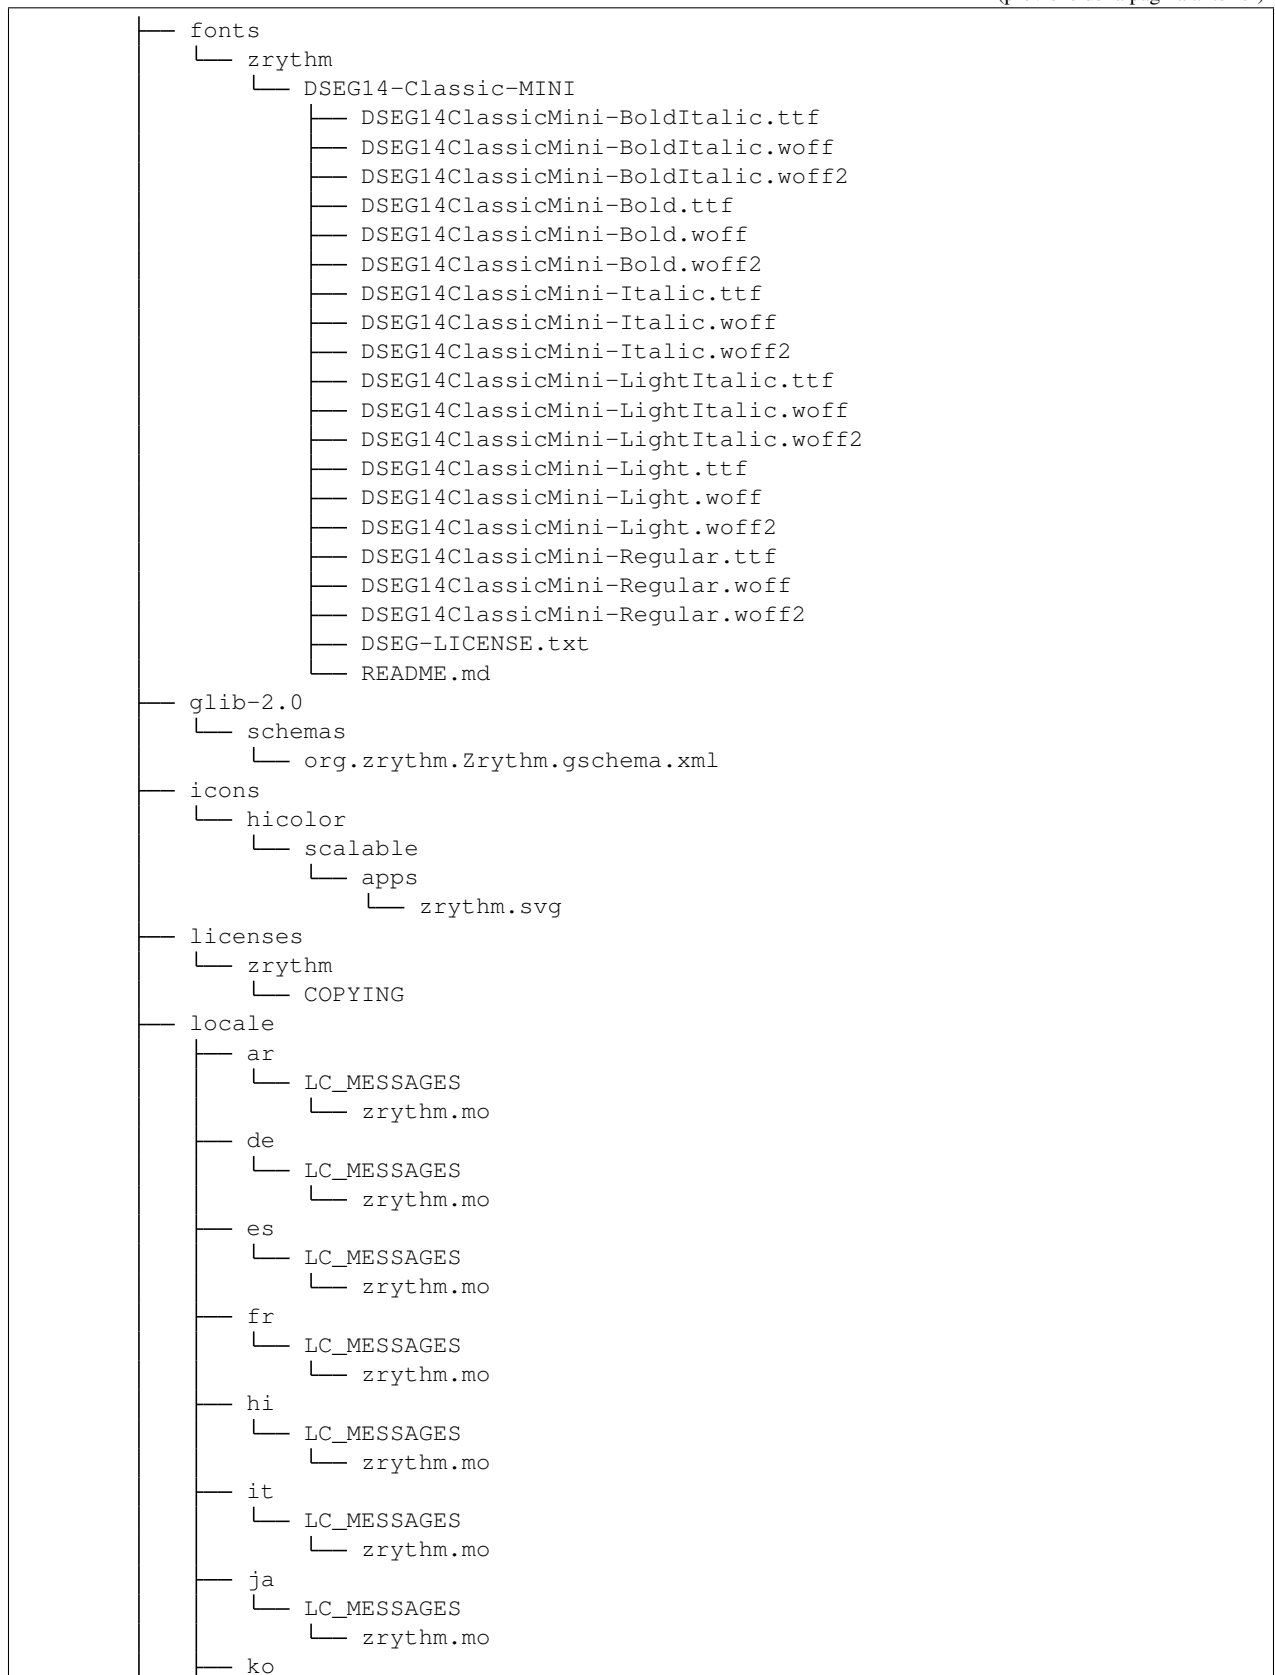 ├── fonts
│   └── zrythm
│       └── DSEG14-Classic-MINI
│           ├── DSEG14ClassicMini-BoldItalic.ttf
│           ├── DSEG14ClassicMini-BoldItalic.woff
│           ├── DSEG14ClassicMini-BoldItalic.woff2
│           ├── DSEG14ClassicMini-Bold.ttf
│           ├── DSEG14ClassicMini-Bold.woff
│           ├── DSEG14ClassicMini-Bold.woff2
│           ├── DSEG14ClassicMini-Italic.ttf
│           ├── DSEG14ClassicMini-Italic.woff
│           ├── DSEG14ClassicMini-Italic.woff2
│           ├── DSEG14ClassicMini-LightItalic.ttf
│           ├── DSEG14ClassicMini-LightItalic.woff
│           ├── DSEG14ClassicMini-LightItalic.woff2
│           ├── DSEG14ClassicMini-Light.ttf
│           ├── DSEG14ClassicMini-Light.woff
│           ├── DSEG14ClassicMini-Light.woff2
│           ├── DSEG14ClassicMini-Regular.ttf
│           ├── DSEG14ClassicMini-Regular.woff
│           ├── DSEG14ClassicMini-Regular.woff2
│           ├── DSEG-LICENSE.txt
│           └── README.md
├── glib-2.0
│   └── schemas
│       └── org.zrythm.Zrythm.gschema.xml
├── icons
│   └── hicolor
│       └── scalable
│           └── apps
│               └── zrythm.svg
├── licenses
│   └── zrythm
│       └── COPYING
├── locale
│   ├── ar
│   │   └── LC_MESSAGES
│   │       └── zrythm.mo
│   ├── de
│   │   └── LC_MESSAGES
│   │       └── zrythm.mo
│   ├── es
│   │   └── LC_MESSAGES
│   │       └── zrythm.mo
│   ├── fr
│   │   └── LC_MESSAGES
│   │       └── zrythm.mo
│   ├── hi
│   │   └── LC_MESSAGES
│   │       └── zrythm.mo
│   ├── it
│   │   └── LC_MESSAGES
│   │       └── zrythm.mo
│   ├── ja
│   │   └── LC_MESSAGES
│   │       └── zrythm.mo
│   ├── ko